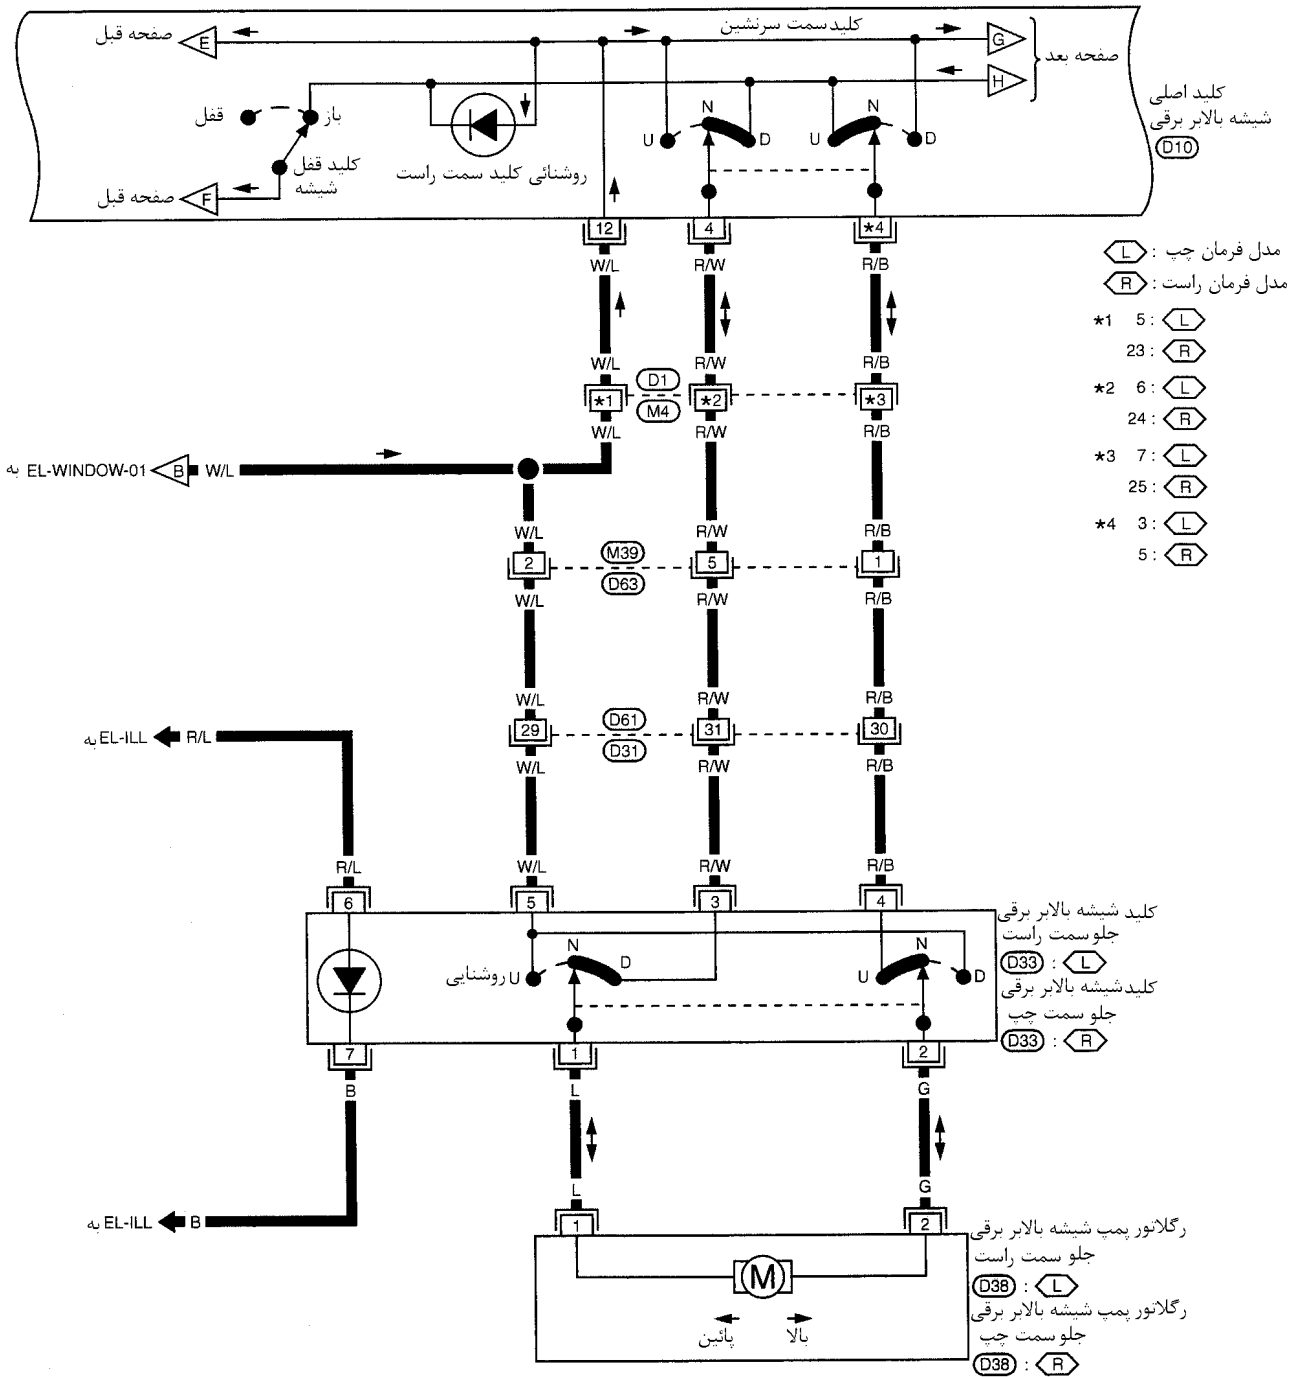 صفحه قبل E
کلید سمت سرنشین
G
H
صفحه بعد
کلید اصلی
شیشه بالابر برقی
D10
قفل
باز
کلید قفل
شیشه
صفحه قبل F
روشنائی کلید سمت راست
U N D
U N D
12 4 *4
W/L R/W R/B
مدل فرمان چپ : L
مدل فرمان راست : R
*1 5 : L
23 : R
*2 6 : L
24 : R
*3 7 : L
25 : R
*4 3 : L
5 : R
W/L R/W R/B
*1 D1 *2 *3
M4
W/L R/W R/B
به EL-WINDOW-01 B W/L
W/L R/W R/B
2 M39 5 1
D63
W/L R/W R/B
W/L R/W R/B
29 D61 31 30
D31
W/L R/W R/B
به EL-ILL R/L
R/L W/L R/W R/B
6 5 3 4
کلید شیشه بالابر برقی
جلو سمت راست
D33 : L
کلید شیشه بالابر برقی
جلو سمت چپ
D33 : R
روشنایی
U N D
U N D
7 1 2
B L G
L G
به EL-ILL B
1 2
رگلاتور پمپ شیشه بالابر برقی
جلو سمت راست
D38 : L
رگلاتور پمپ شیشه بالابر برقی
جلو سمت چپ
D38 : R
M
پائین
بالا